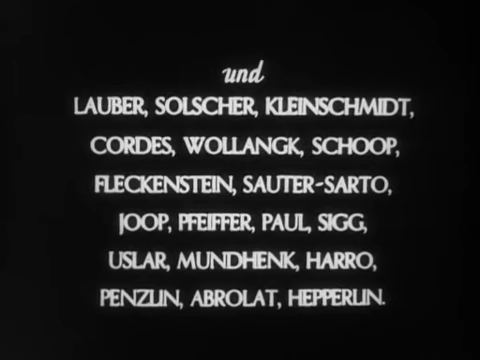 und
LAUBER, SOLSCHER, KLEINSCHMIDT,
CORDES, WOLLANGK, SCHOOP,
FLECKENSTEIN, SAUTER-SARTO,
JOOP, PFEIFFER, PAUL, SIGG,
USLAR, MUNDHENK, HARRO,
PENZLIN, ABROLAT, HEPPERLIN.